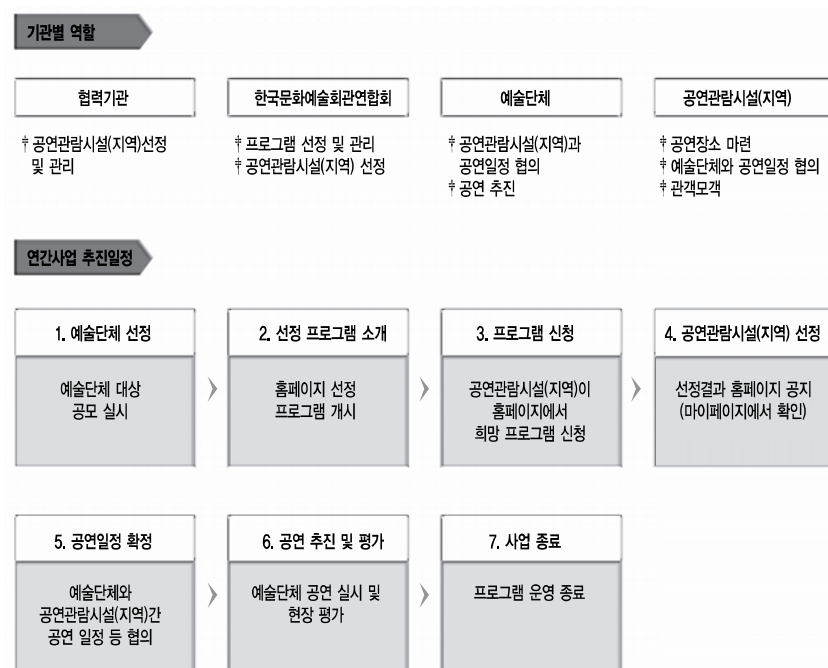 기관별 역할
협력기관
† 공연관람시설(지역)선정
및 관리
한국문화예술회관연합회
† 프로그램 선정 및 관리
† 공연관람시설(지역) 선정
예술단체
† 공연관람시설(지역)과
공연일정 협의
† 공연 추진
공연관람시설(지역)
† 공연장소 마련
† 예술단체와 공연일정 협의
† 관객모객
연간사업 추진일정
1. 예술단체 선정
예술단체 대상
공모 실시
2. 선정 프로그램 소개
홈페이지 선정
프로그램 개시
3. 프로그램 신청
공연관람시설(지역)이
홈페이지에서
희망 프로그램 신청
4. 공연관람시설(지역) 선정
선정결과 홈페이지 공지
(마이페이지에서 확인)
5. 공연일정 확정
예술단체와
공연관람시설(지역)간
공연 일정 등 협의
6. 공연 추진 및 평가
예술단체 공연 실시 및
현장 평가
7. 사업 종료
프로그램 운영 종료